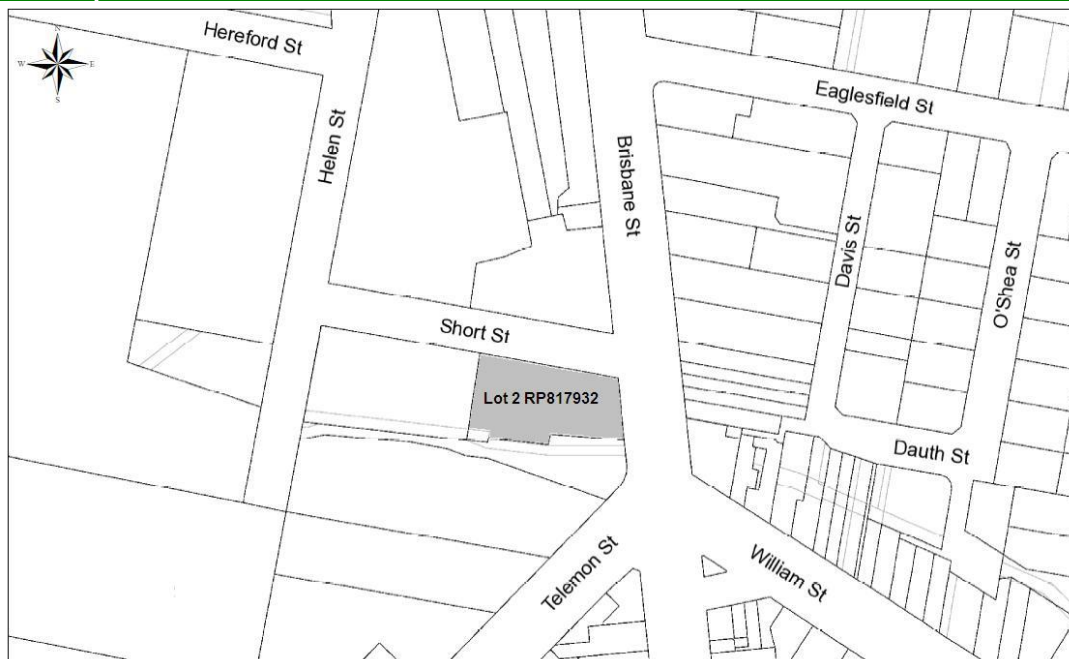 Hereford St
N
W
E
S
Helen St
Brisbane St
Eaglesfield St
Davis St
O'Shea St
Short St
Lot 2 RP817932
Dauth St
Telemon St
William St